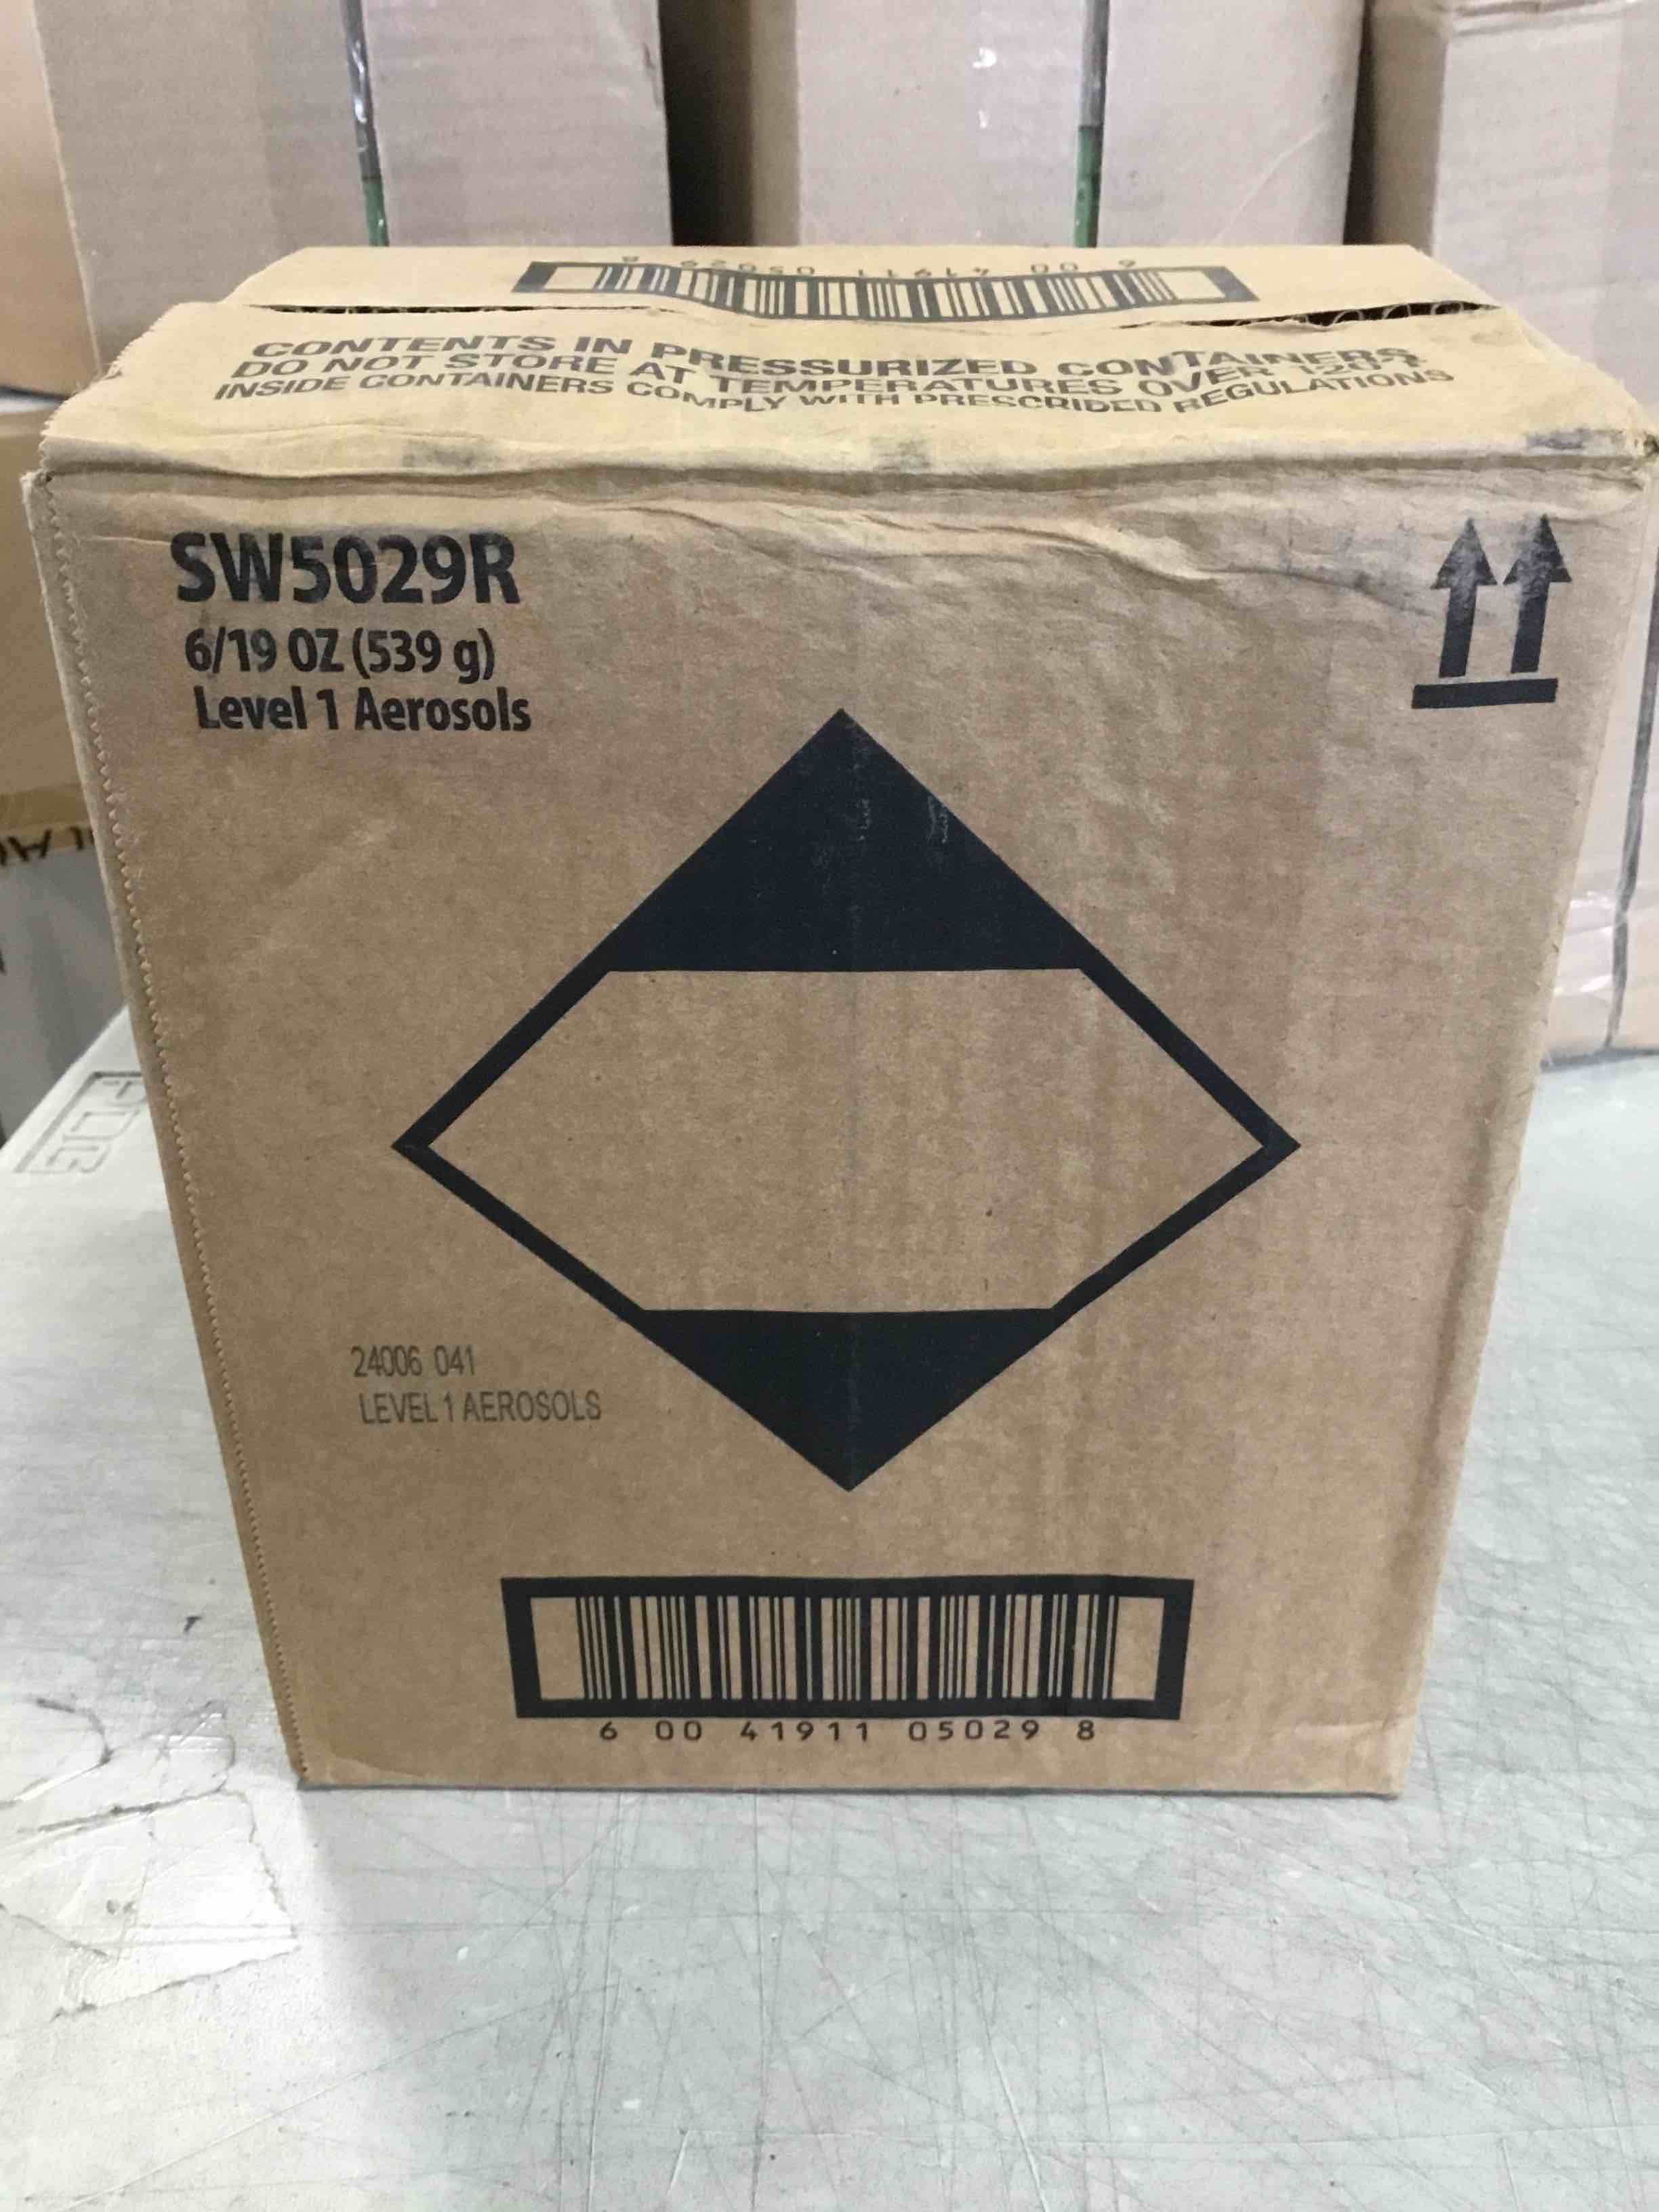 6 00 41911 05029 8
CONTENTS IN PRESSURIZED CONTAINERS
DO NOT STORE AT TEMPERATURES OVER 120°F
INSIDE CONTAINERS COMPLY WITH PRESCRIDED REGULATIONS
SW5029R
6/19 OZ (539 g)
Level 1 Aerosols
24006 041
LEVEL 1 AEROSOLS
6 00 41911 05029 8